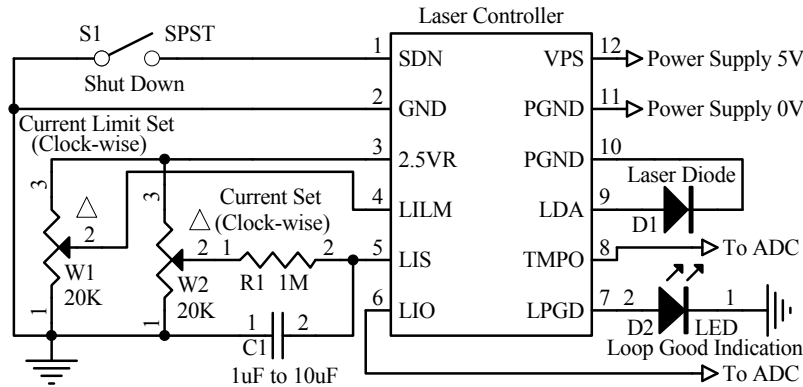 Laser Controller
S1 SPST
Shut Down
1 SDN
2 GND
3 2.5VR
4 LILM
5 LIS
6 LIO
VPS 12 Power Supply 5V
PGND 11 Power Supply 0V
PGND 10
LDA 9
TMPO 8 To ADC
LPGD 7
Laser Diode
D1
2 1
D2 LED
Loop Good Indication
To ADC
Current Limit Set
(Clock-wise)
3
2
W1
20K
1
Current Set
(Clock-wise)
3
2
W2
20K
1
1 2
R1 1M
1 2
C1
1uF to 10uF